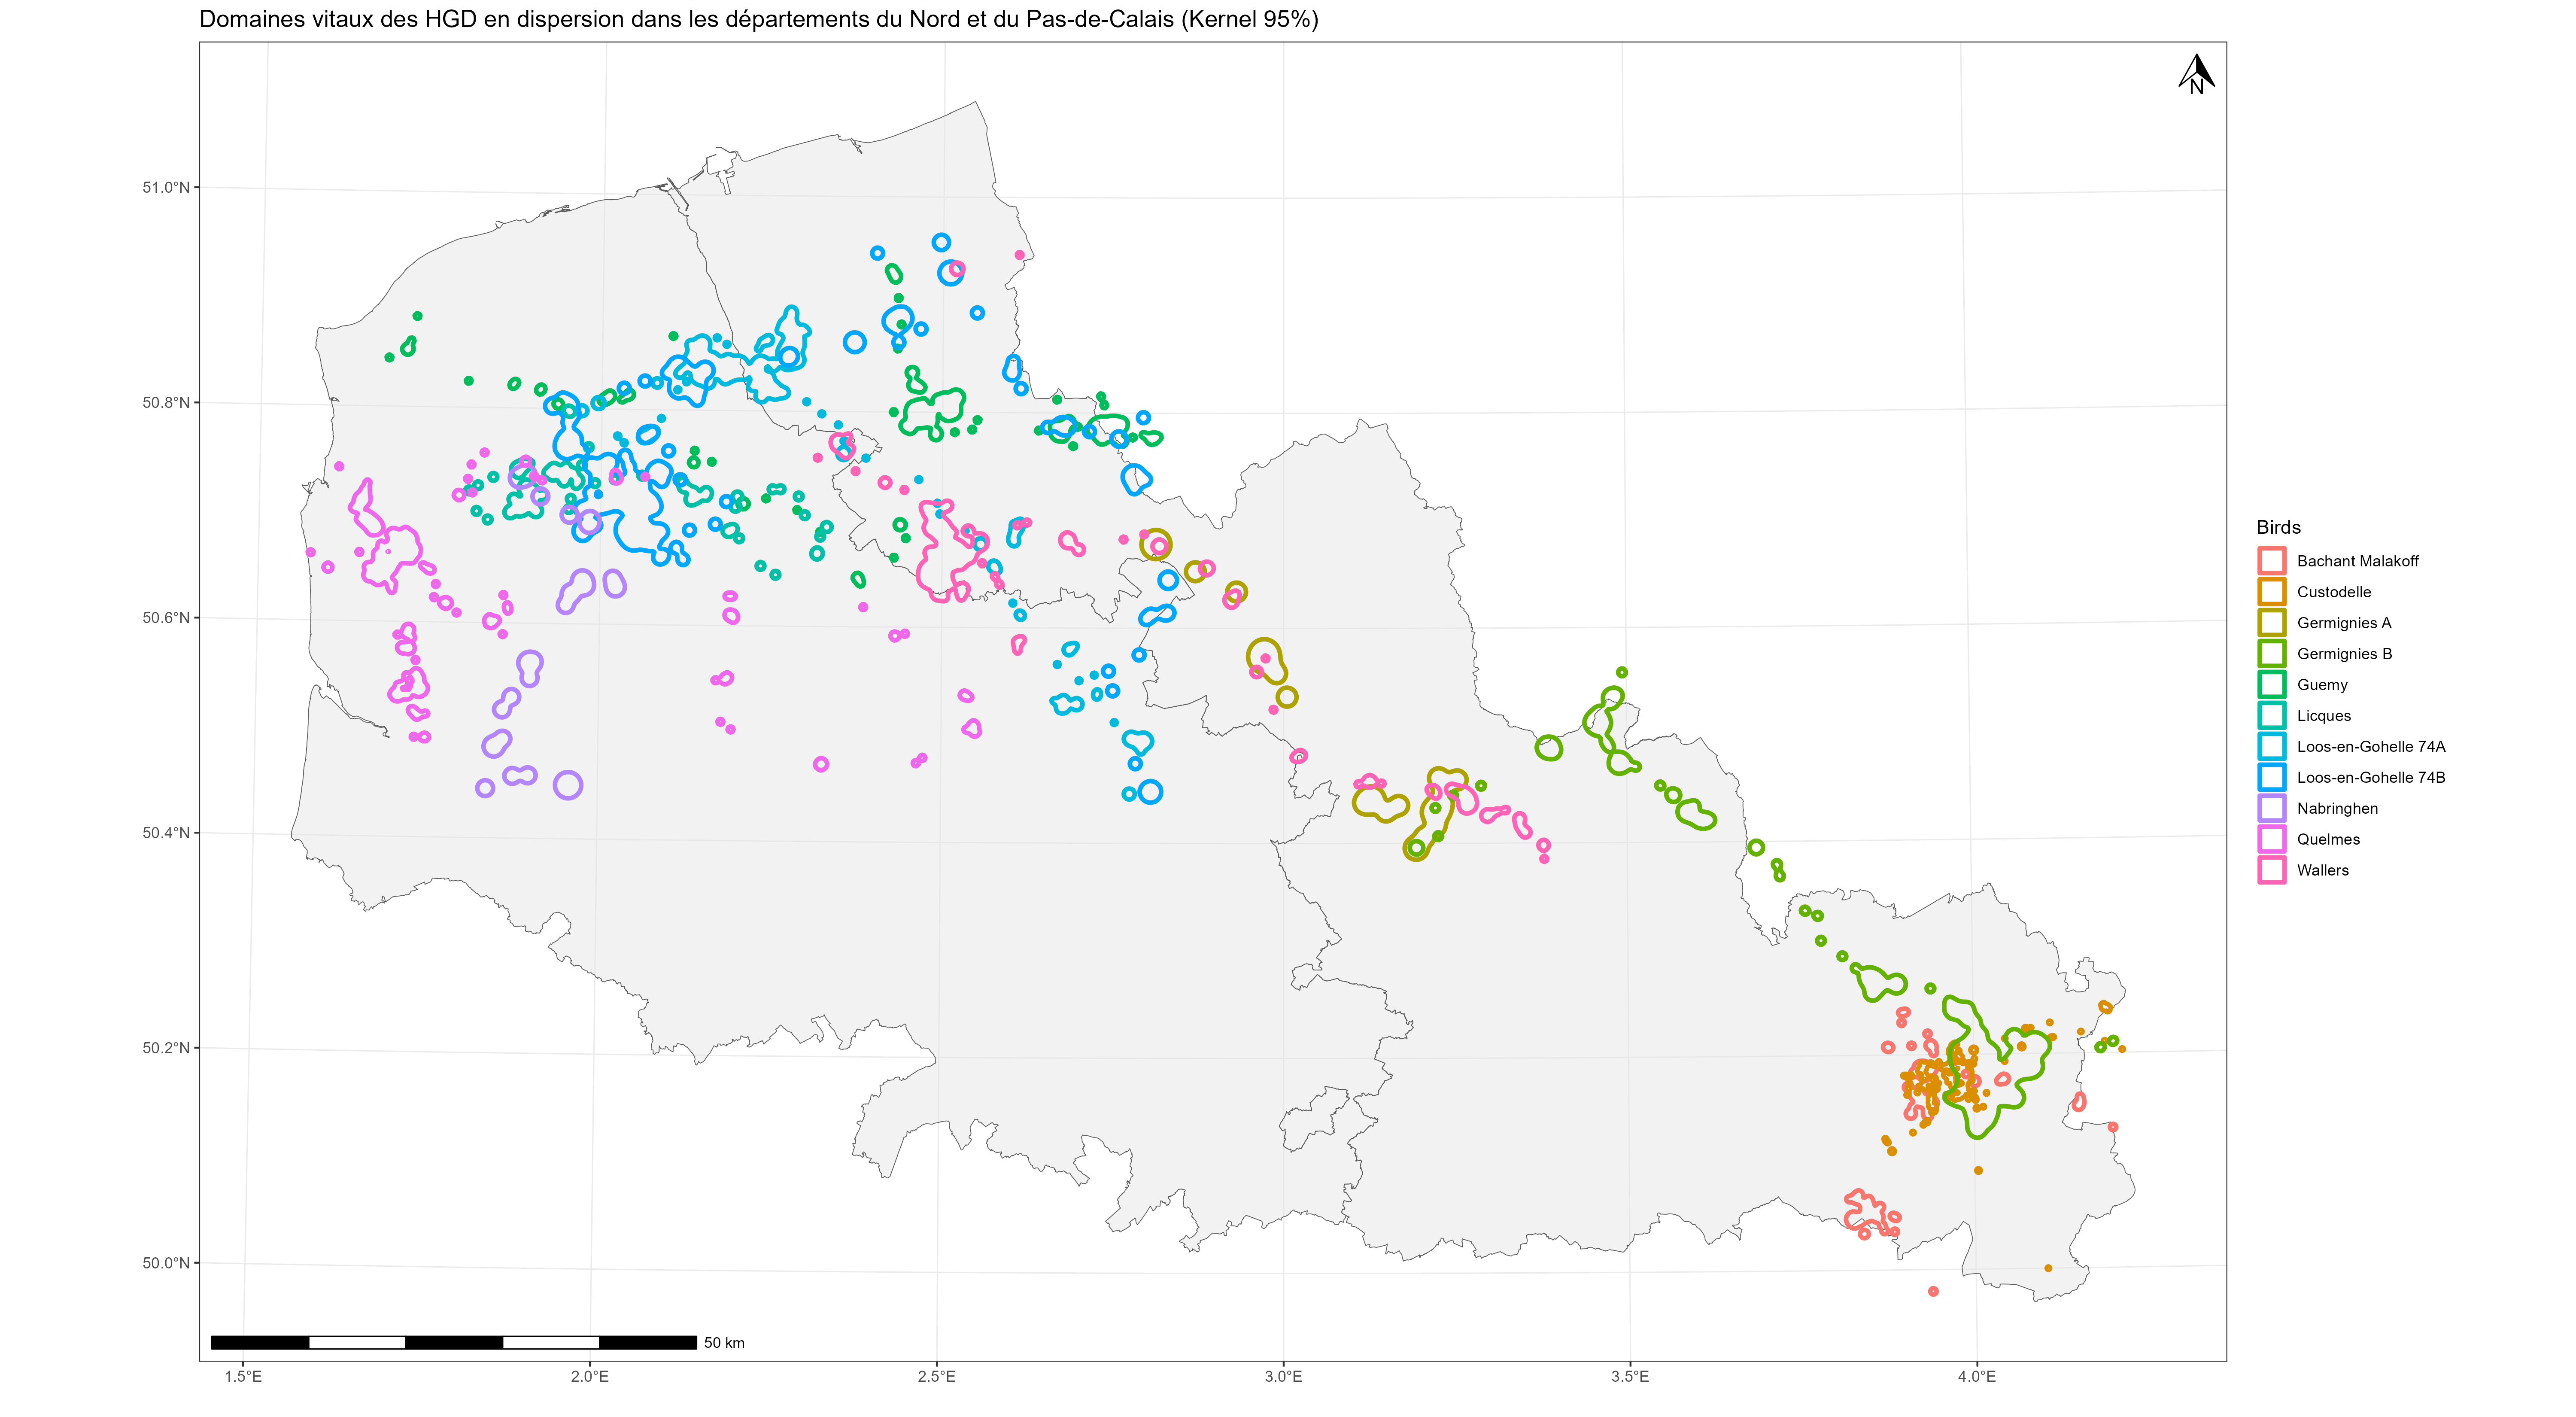 Domaines vitaux des HGD en dispersion dans les départements du Nord et du Pas-de-Calais (Kernel 95%)
N
51.0°N
50.8°N
50.6°N
50.4°N
50.2°N
50.0°N
50 km
1.5°E
2.0°E
2.5°E
3.0°E
3.5°E
4.0°E
Birds
Bachant Malakoff
Custodelle
Germignies A
Germignies B
Guemy
Licques
Loos-en-Gohelle 74A
Loos-en-Gohelle 74B
Nabringhen
Quelmes
Wallers